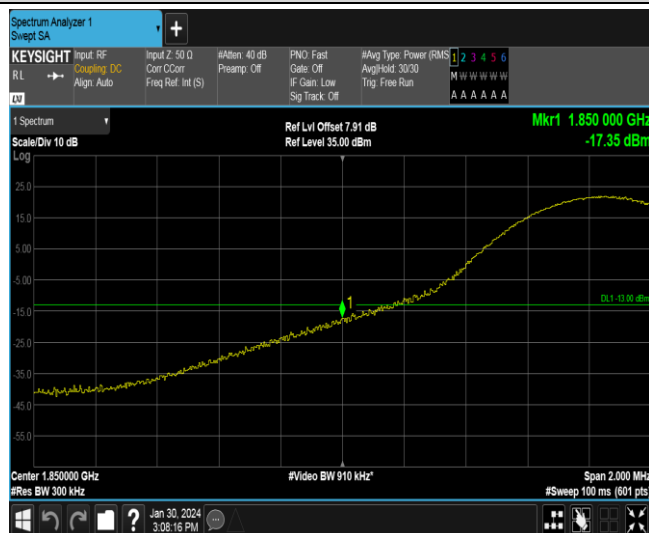 Spectrum Analyzer 1
Swept SA
+
KEYSIGHT
RL
LXI
Input: RF
Coupling: DC
Align: Auto
Input Z: 50 Ω
Corr CCorr
Freq Ref: Int (S)
#Atten: 40 dB
Preamp: Off
PNO: Fast
Gate: Off
IF Gain: Low
Sig Track: Off
#Avg Type: Power (RMS
Avg|Hold: 30/30
Trig: Free Run
1 2 3 4 5 6
M W W W W W
A A A A A A
1 Spectrum
Scale/Div 10 dB
Ref Lvl Offset 7.91 dB
Ref Level 35.00 dBm
Mkr1 1.850 000 GHz
-17.35 dBm
Log
25.0
15.0
5.00
-5.00
-15.0
-25.0
-35.0
-45.0
-55.0
1
DL1 -13.00 dBm
Center 1.850000 GHz
#Res BW 300 kHz
#Video BW 910 kHz*
Span 2.000 MHz
#Sweep 100 ms (601 pts)
?
Jan 30, 2024
3:08:16 PM